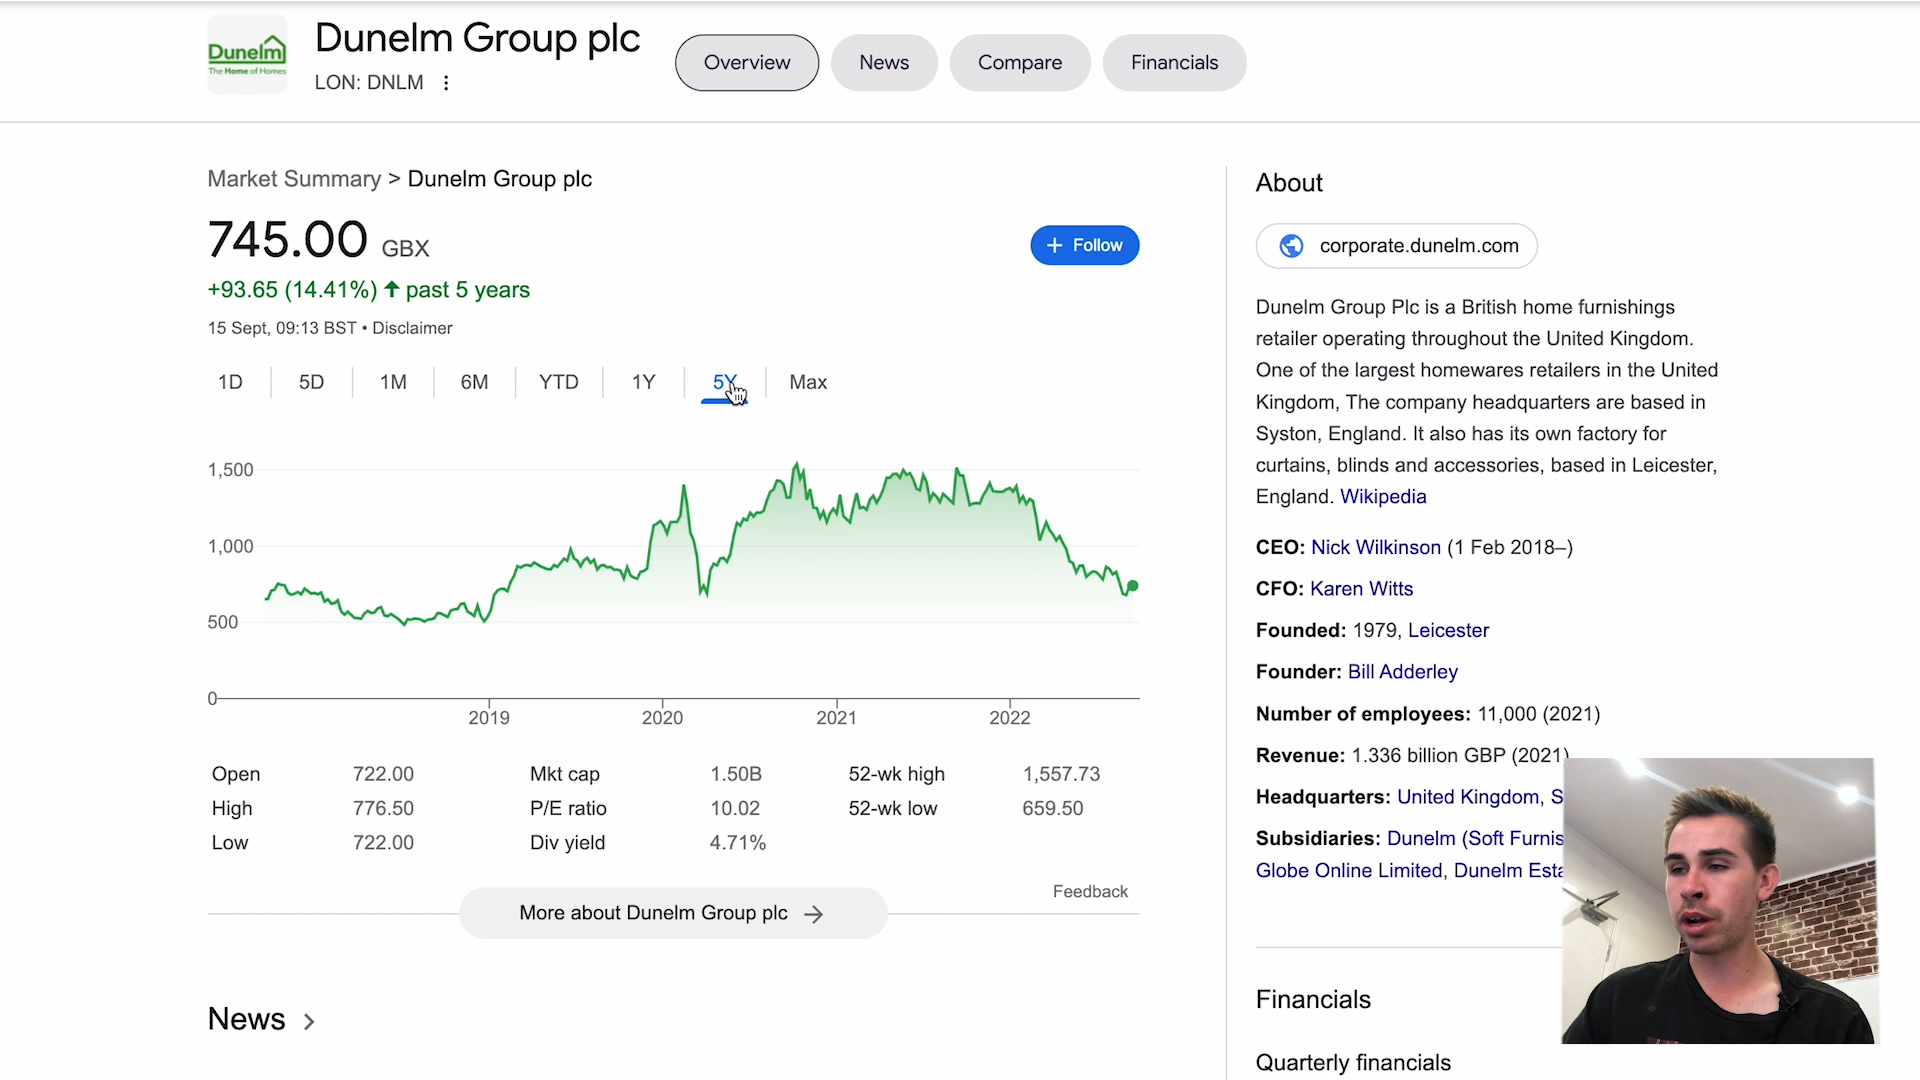 Dunelm
The Home of Homes
Dunelm Group plc
LON: DNLM
Overview
News
Compare
Financials
Market Summary > Dunelm Group plc
745.00 GBX
+93.65 (14.41%) ↑ past 5 years
15 Sept, 09:13 BST • Disclaimer
+ Follow
1D
5D
1M
6M
YTD
1Y
5Y
Max
1,500
1,000
500
0
2019
2020
2021
2022
Open 722.00
High 776.50
Low 722.00
Mkt cap 1.50B
P/E ratio 10.02
Div yield 4.71%
52-wk high 1,557.73
52-wk low 659.50
Feedback
More about Dunelm Group plc →
News >
About
corporate.dunelm.com
Dunelm Group Plc is a British home furnishings
retailer operating throughout the United Kingdom.
One of the largest homewares retailers in the United
Kingdom, The company headquarters are based in
Syston, England. It also has its own factory for
curtains, blinds and accessories, based in Leicester,
England. Wikipedia
CEO: Nick Wilkinson (1 Feb 2018–)
CFO: Karen Witts
Founded: 1979, Leicester
Founder: Bill Adderley
Number of employees: 11,000 (2021)
Revenue: 1.336 billion GBP (2021)
Headquarters: United Kingdom, S
Subsidiaries: Dunelm (Soft Furnis
Globe Online Limited, Dunelm Esta
Financials
Quarterly financials